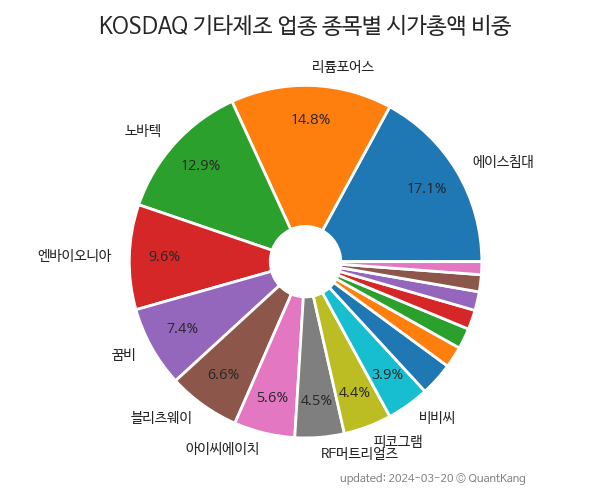 KOSDAQ 기타제조 업종 종목별 시가총액 비중
리튬포어스
14.8%
노바텍
12.9%
에이스침대
17.1%
엔바이오니아
9.6%
꿈비
7.4%
블리츠웨이
6.6%
아이씨에이치
5.6%
RF머트리얼즈
4.5%
피코그램
4.4%
비비씨
3.9%
updated: 2024-03-20 © QuantKang